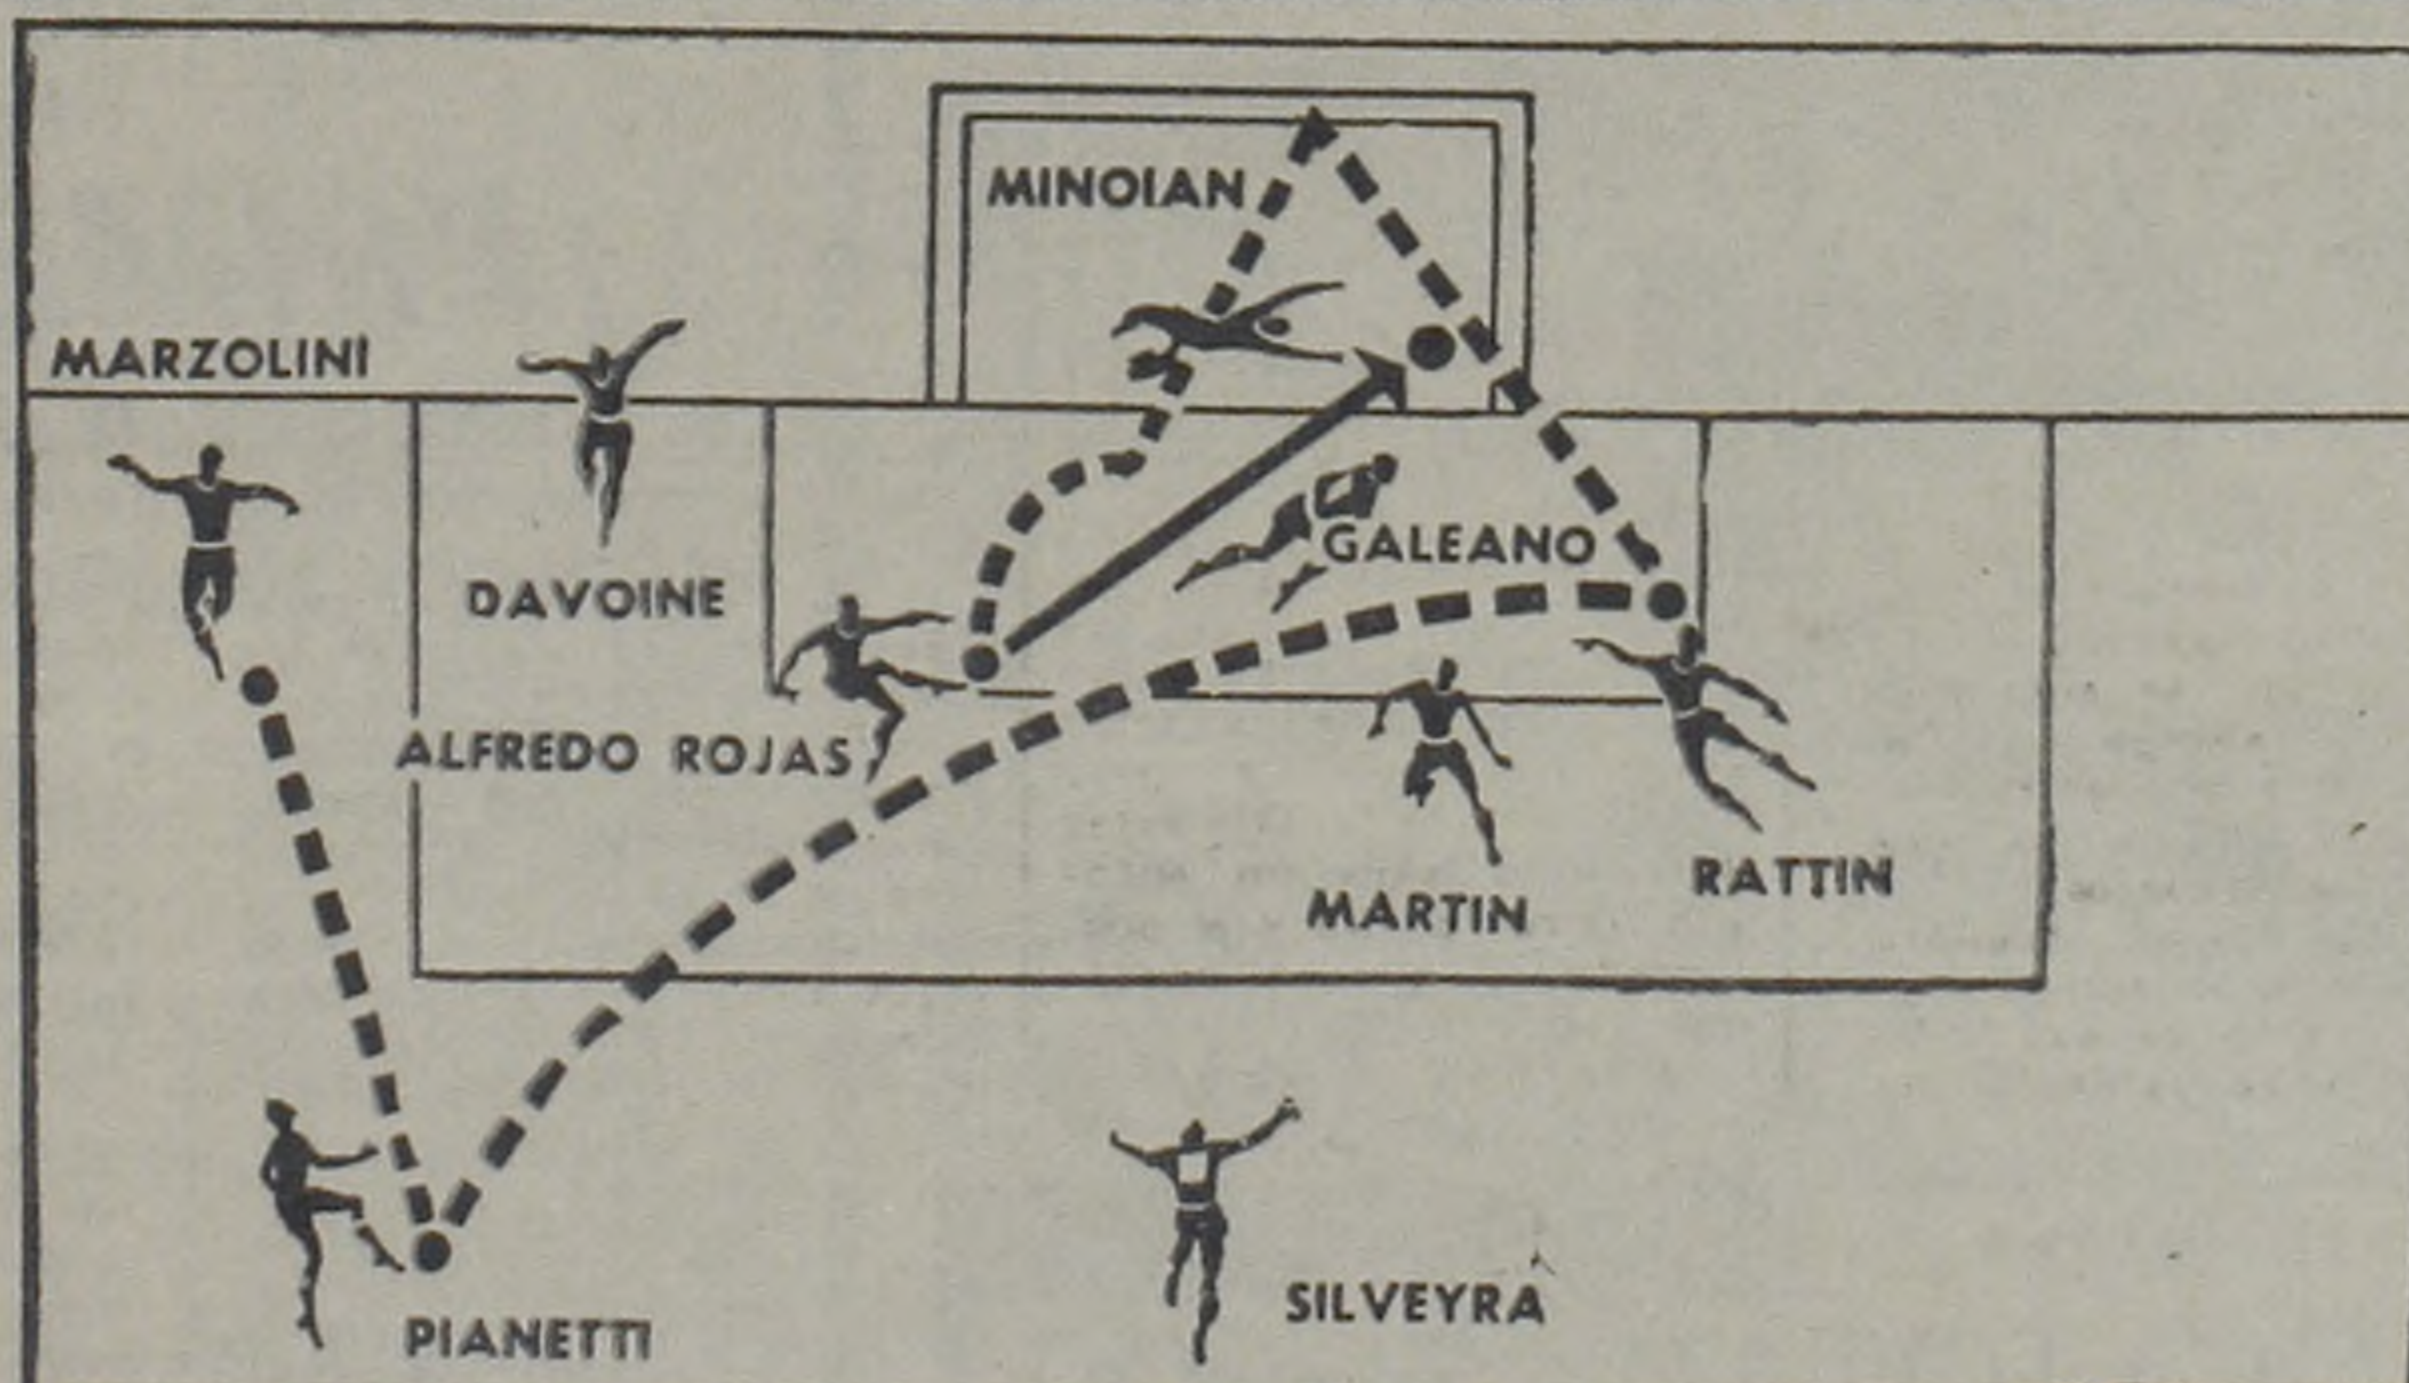 MINOIAN
MARZOLINI
GALEANO
DAVOINE
ALFREDO ROJAS
RATTIN
MARTIN
SILVEYRA
PIANETTI